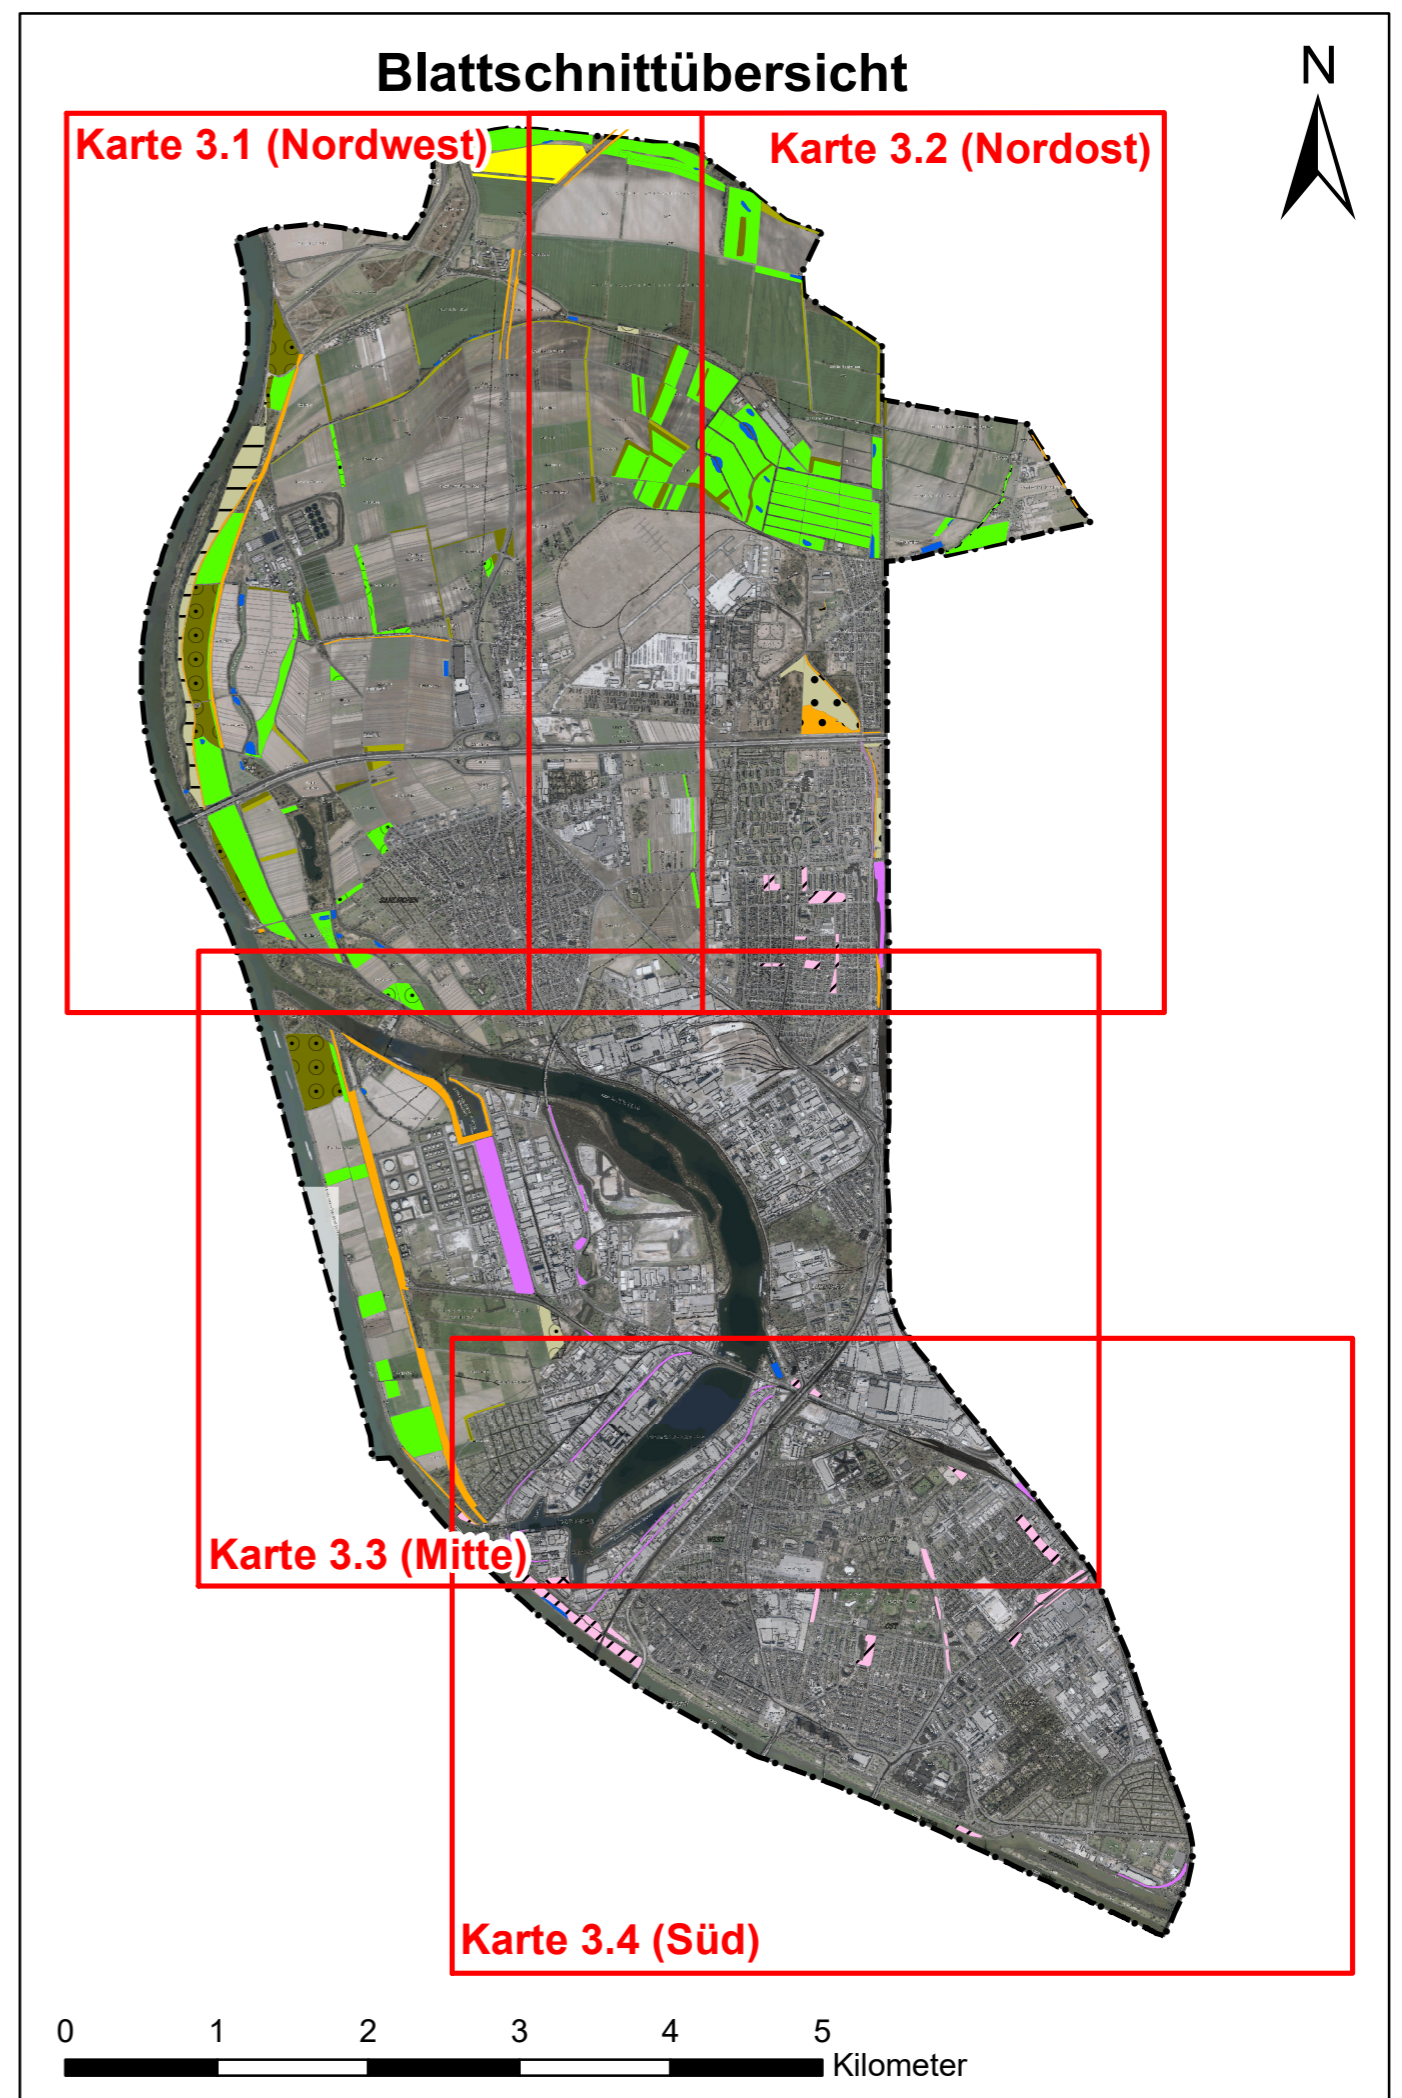 Blattschnittübersicht
N
Karte 3.1 (Nordwest)
Karte 3.2 (Nordost)
Karte 3.3 (Mitte)
Karte 3.4 (Süd)
0 1 2 3 4 5
Kilometer